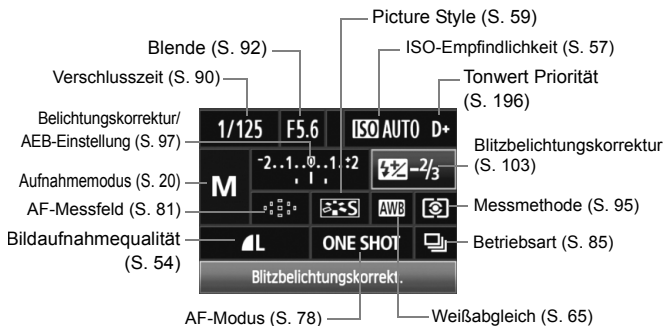 Picture Style (S. 59)
Blende (S. 92)
ISO-Empfindlichkeit (S. 57)
Verschlusszeit (S. 90)
Tonwert Priorität
(S. 196)
Belichtungskorrektur/
AEB-Einstellung (S. 97)
1/125 F5.6 ISO AUTO D+
Blitzbelichtungskorrektur
(S. 103)
-2..1..0..1..+2
-2/3
Aufnahmemodus (S. 20)
M
AF-Messfeld (S. 81)
S AWB
Messmethode (S. 95)
Bildaufnahmequalität
(S. 54)
L ONE SHOT
Betriebsart (S. 85)
Blitzbelichtungskorrekt.
AF-Modus (S. 78)
Weißabgleich (S. 65)